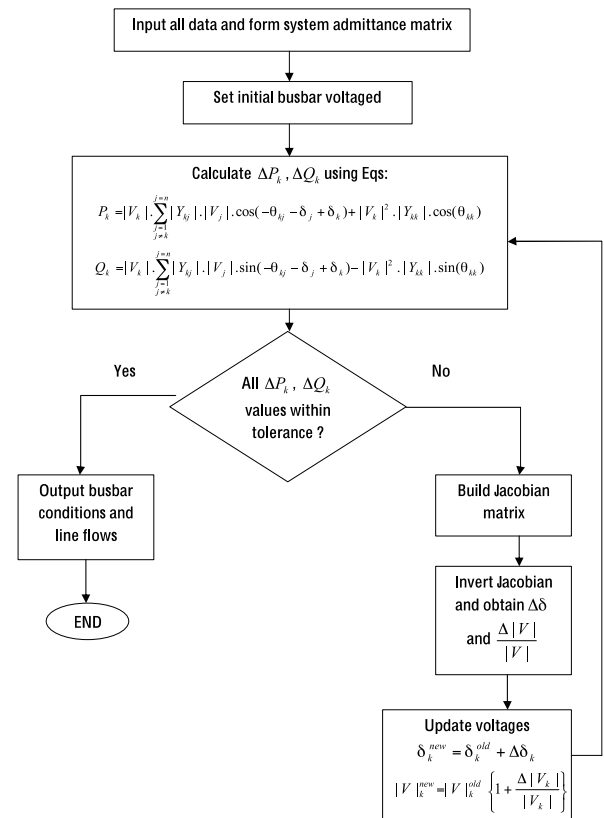 Input all data and form system admittance matrix
Set initial busbar voltaged
Calculate ΔP_k , ΔQ_k using Eqs:
P_k =| V_k | . ∑_{j=1, j≠k}^{j=n} | Y_kj | . | V_j | . cos(−θ_kj − δ_j + δ_k)+ | V_k |² . | Y_kk | . cos(θ_kk)
Q_k =| V_k | . ∑_{j=1, j≠k}^{j=n} | Y_kj | . | V_j | . sin(−θ_kj − δ_j + δ_k)− | V_k |² . | Y_kk | . sin(θ_kk)
Yes
No
All ΔP_k , ΔQ_k
values within
tolerance ?
Output busbar
conditions and
line flows
END
Build Jacobian
matrix
Invert Jacobian
and obtain Δδ
and Δ | V | / | V |
Update voltages
δ_k^new = δ_k^old + Δδ_k
| V |_k^new =| V |_k^old {1 + Δ | V_k | / | V_k |}